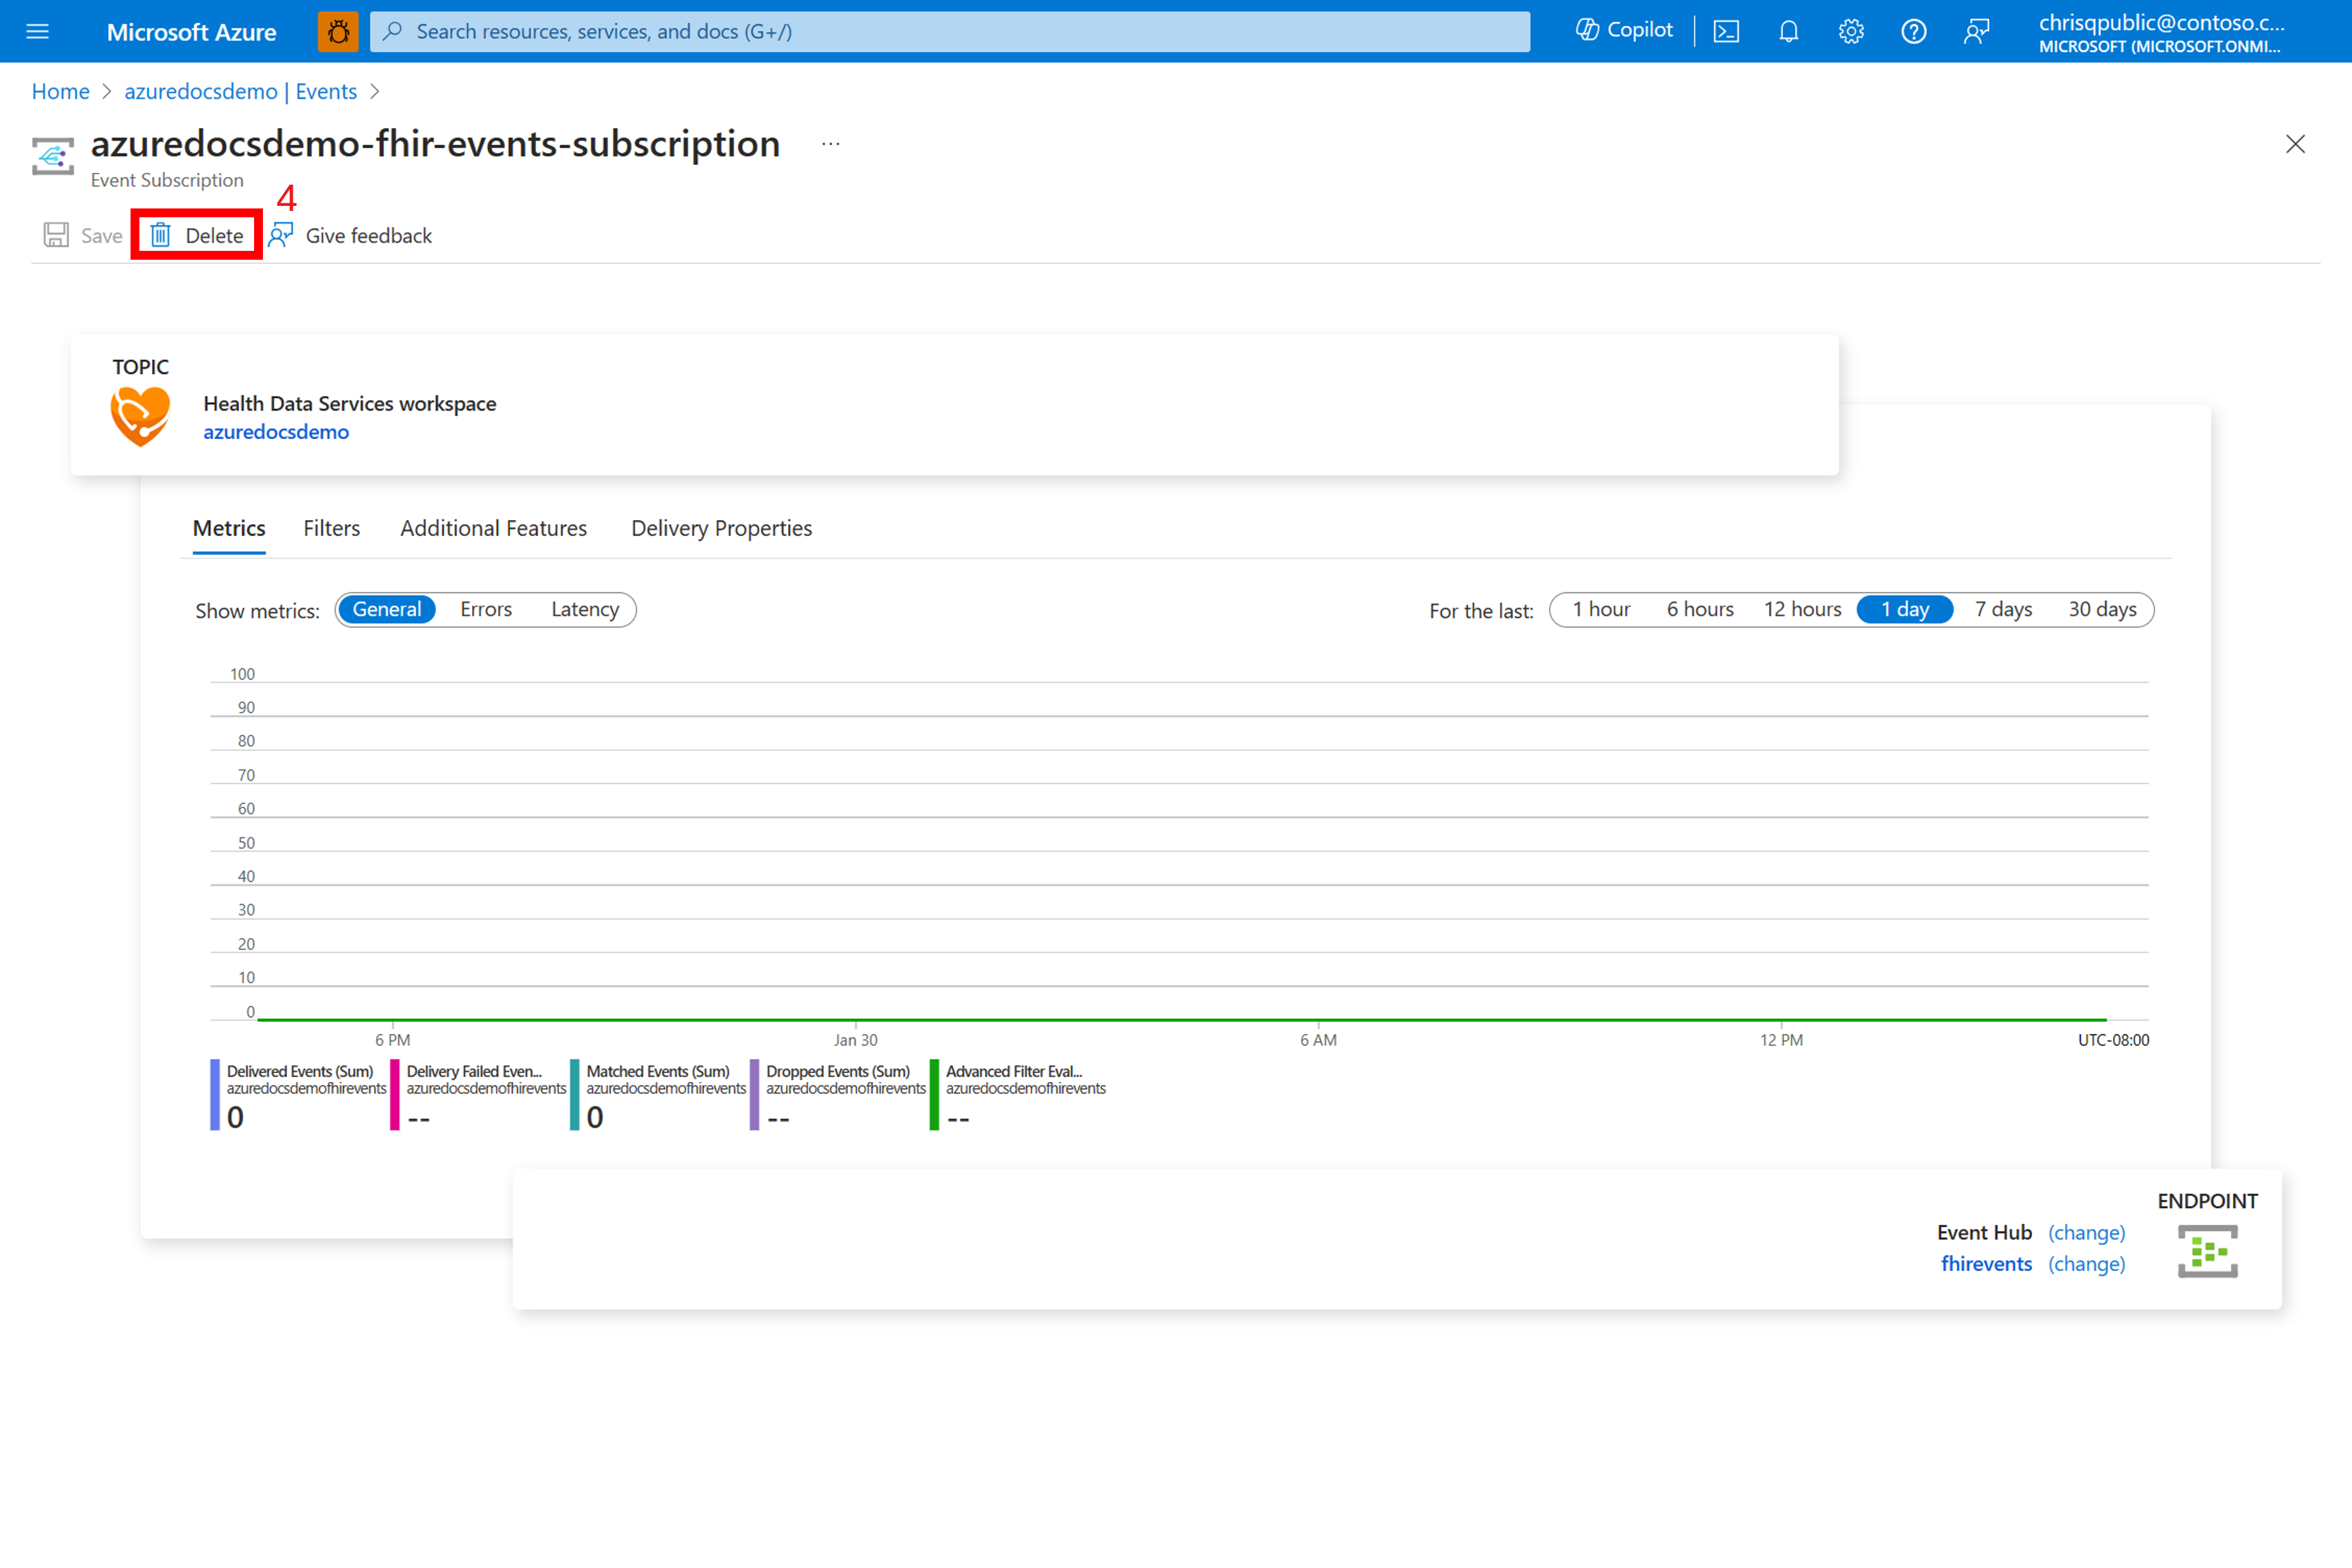 Microsoft Azure
Search resources, services, and docs (G+/)
Copilot
chrisqpublic@contoso.c...
MICROSOFT (MICROSOFT.ONMI...
Home > azuredocsdemo | Events >
azuredocsdemo-fhir-events-subscription ...
Event Subscription
4
Save Delete Give feedback
TOPIC
Health Data Services workspace
azuredocsdemo
Metrics Filters Additional Features Delivery Properties
Show metrics: General Errors Latency For the last: 1 hour 6 hours 12 hours 1 day 7 days 30 days
100
90
80
70
60
50
40
30
20
10
0
6 PM Jan 30 6 AM 12 PM UTC-08:00
Delivered Events (Sum) Delivery Failed Even... Matched Events (Sum) Dropped Events (Sum) Advanced Filter Eval...
azuredocsdemofhirevents azuredocsdemofhirevents azuredocsdemofhirevents azuredocsdemofhirevents azuredocsdemofhirevents
0 -- 0 -- --
ENDPOINT
Event Hub (change)
fhirevents (change)